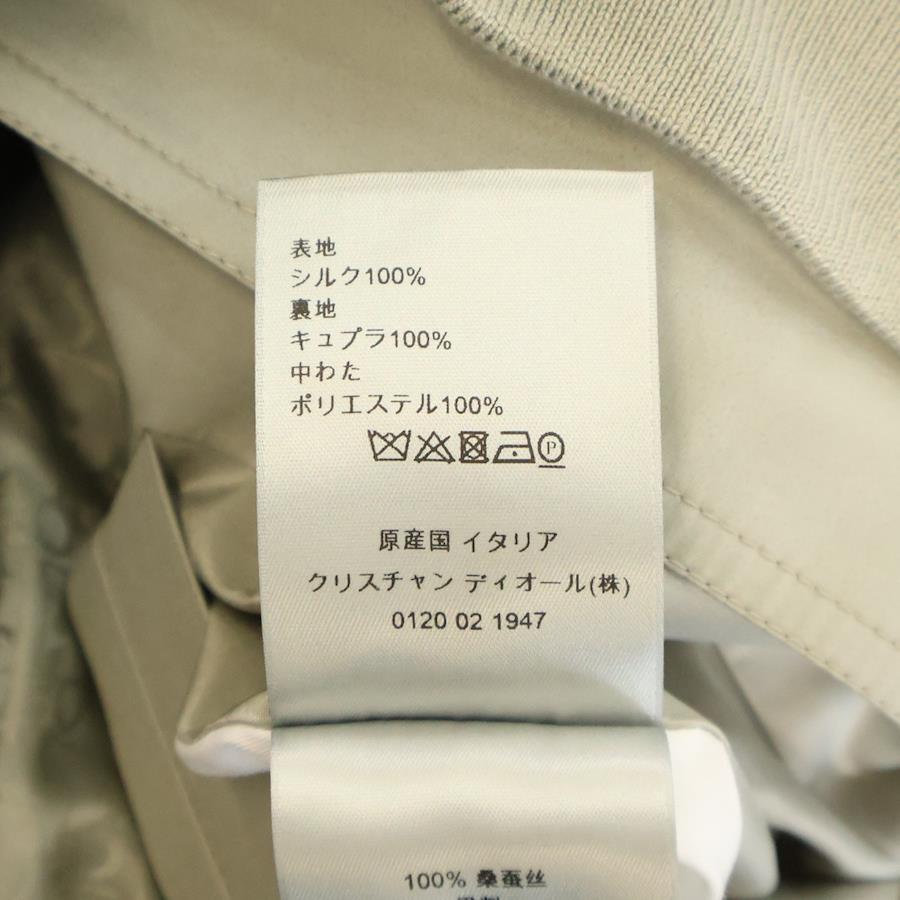 表地
シルク100%
裏地
キュプラ100%
中わた
ポリエステル100%
P
原産国 イタリア
クリスチャン ディオール(株)
0120 02 1947
100% 桑蚕丝